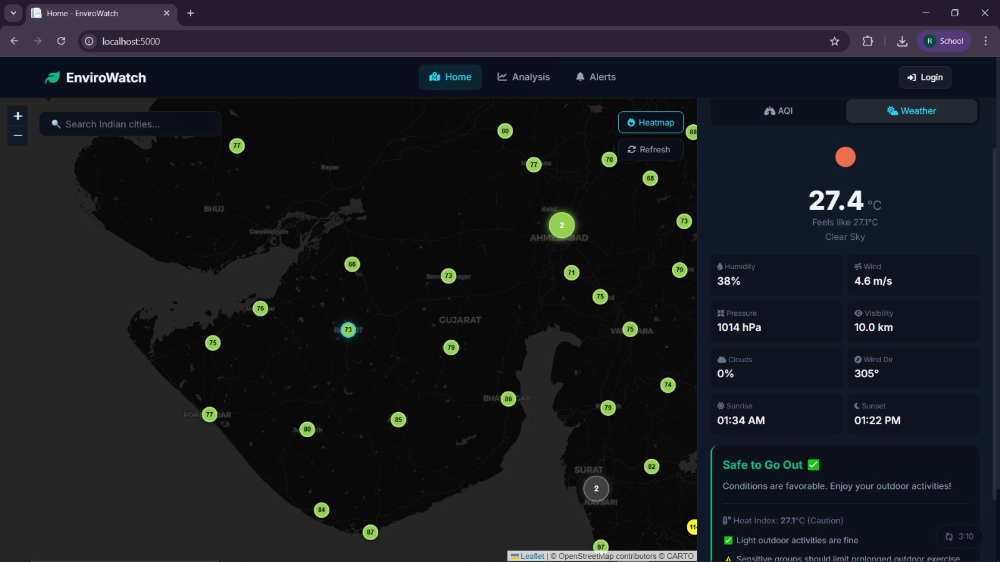 Home - EnviroWatch
localhost:5000
R School
EnviroWatch
Home
Analysis
Alerts
Login
+
−
Search Indian cities...
Heatmap
Refresh
80
88
77
77
70
Rapar
68
BHUJ
Kalol
2
73
Gandhidham
AHMEDABAD
66
73
71
79
75
76
GUJARAT
73
75
75
79
74
86
79
77
85
80
SURAT
82
2
NAVSARI
84
87
97
Leaflet | © OpenStreetMap contributors © CARTO
AQI
Weather
27.4 °C
Feels like 27.1°C
Clear Sky
Humidity
38%
Wind
4.6 m/s
Pressure
1014 hPa
Visibility
10.0 km
Clouds
0%
Wind Dir
305°
Sunrise
01:34 AM
Sunset
01:22 PM
Safe to Go Out ✅
Conditions are favorable. Enjoy your outdoor activities!
Heat Index: 27.1°C (Caution)
✅ Light outdoor activities are fine
3:10
⚠ Sensitive groups should limit prolonged outdoor exercise